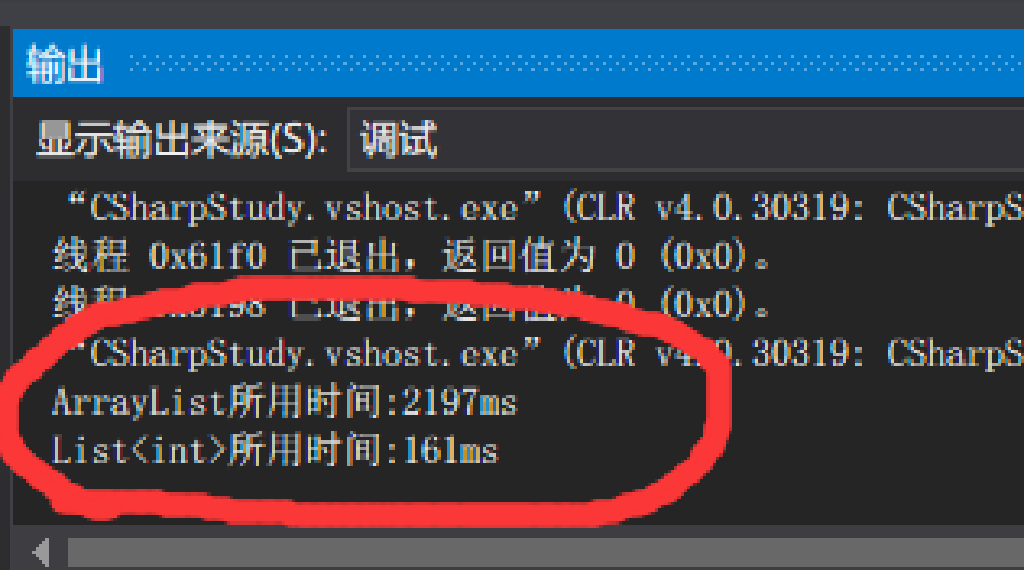 输出
显示输出来源(S): 调试
“CSharpStudy.vshost.exe” (CLR v4.0.30319: CSharpS
线程 0x61f0 已退出，返回值为 0 (0x0)。
线程 已退出，返回值为 0 (0x0)。
“CSharpStudy.vshost.exe” (CLR v4.0.30319: CSharpS
ArrayList所用时间:2197ms
List<int>所用时间:161ms